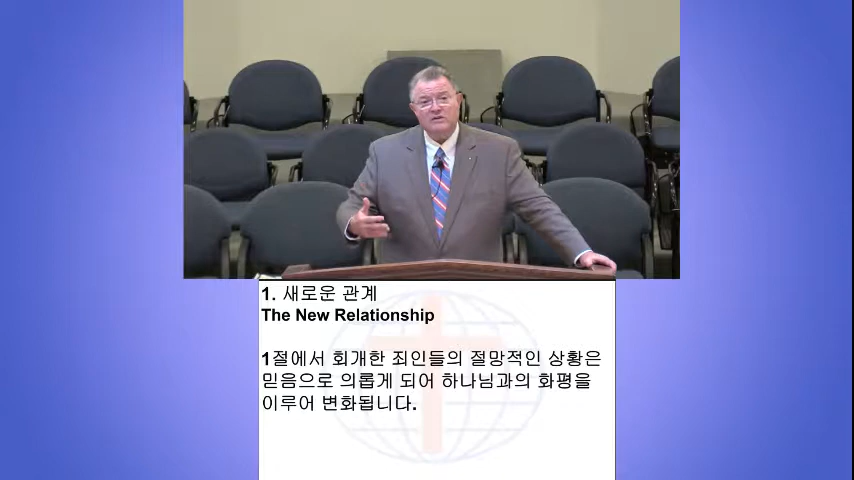 1. 새로운 관계
The New Relationship
1절에서 회개한 죄인들의 절망적인 상황은
믿음으로 의롭게 되어 하나님과의 화평을
이루어 변화됩니다.